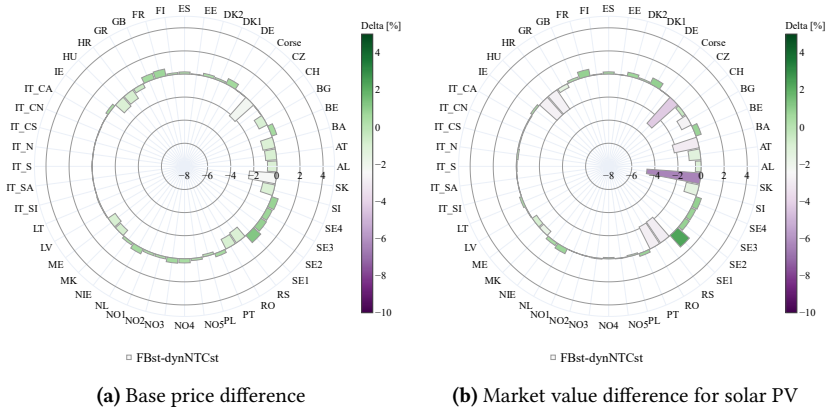 ES
EE
DK2
DK1
DE
Corse
CZ
CH
BG
BE
BA
AT
AL
SK
SI
SE4
SE3
SE2
SE1
RS
RO
PT
PL
NO5
NO4
NO3
NO2
NO1
NL
NIE
MK
ME
LV
LT
IT_SI
IT_SA
IT_S
IT_N
IT_CS
IT_CN
IT_CA
IE
HU
HR
GR
GB
FR
FI
−8 −6 −4 −2 0 2 4
Delta [%]
4
2
0
−2
−4
−6
−8
−10
FBst-dynNTCst
(a) Base price difference
ES
EE
DK2
DK1
DE
Corse
CZ
CH
BG
BE
BA
AT
AL
SK
SI
SE4
SE3
SE2
SE1
RS
RO
PT
PL
NO5
NO4
NO3
NO2
NO1
NL
NIE
MK
ME
LV
LT
IT_SI
IT_SA
IT_S
IT_N
IT_CS
IT_CN
IT_CA
IE
HU
HR
GR
GB
FR
FI
−8 −6 −4 −2 0 2 4
Delta [%]
4
2
0
−2
−4
−6
−8
−10
FBst-dynNTCst
(b) Market value difference for solar PV